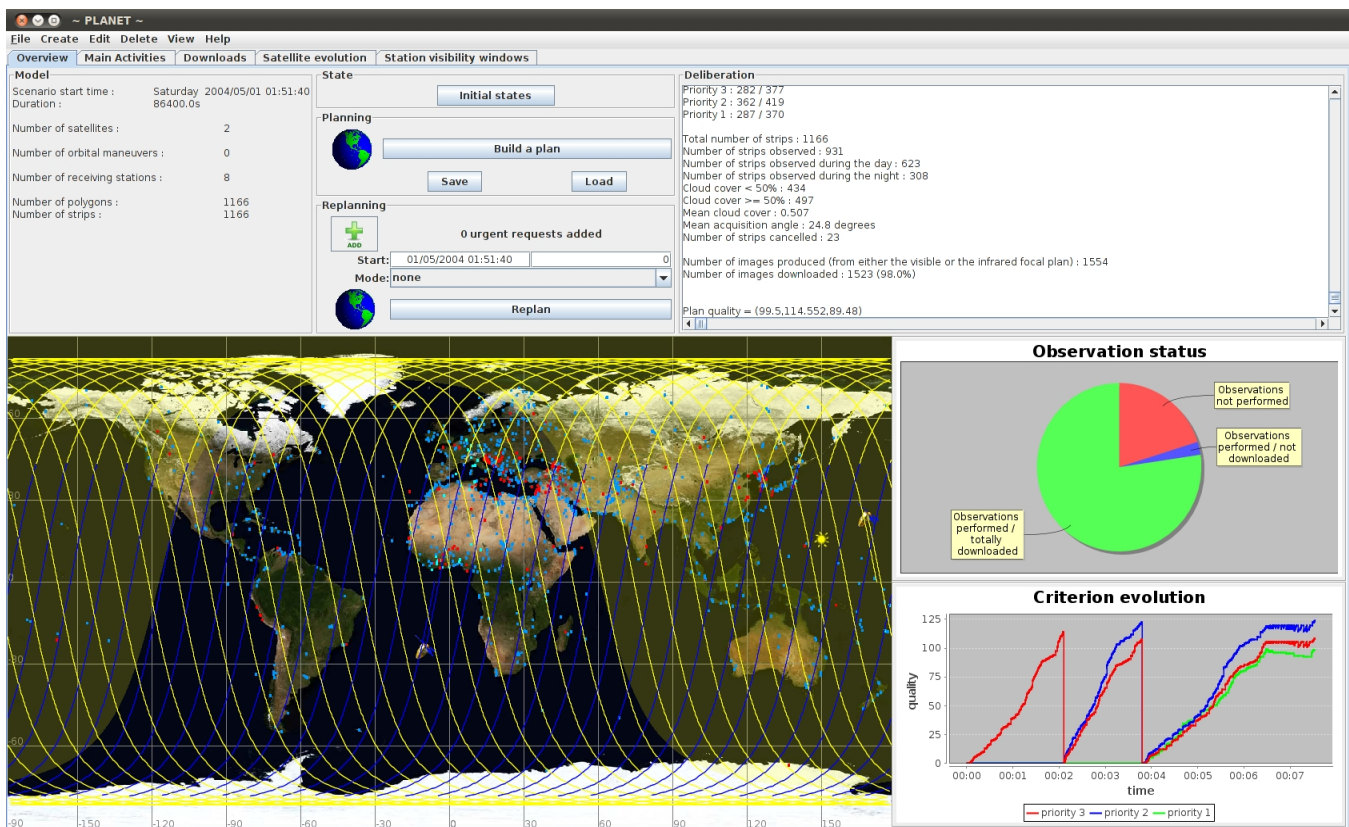 ~ PLANET ~
File Create Edit Delete View Help
Overview Main Activities Downloads Satellite evolution Station visibility windows
Model
Scenario start time : Saturday 2004/05/01 01:51:40
Duration : 86400.0s
Number of satellites : 2
Number of orbital maneuvers : 0
Number of receiving stations : 8
Number of polygons : 1166
Number of strips : 1166
State
Initial states
Planning
Build a plan
Save Load
Replanning
ADD
0 urgent requests added
Start: 01/05/2004 01:51:40 0
Mode: none
Replan
Deliberation
Priority 3 : 282 / 377
Priority 2 : 362 / 419
Priority 1 : 287 / 370
Total number of strips : 1166
Number of strips observed : 931
Number of strips observed during the day : 623
Number of strips observed during the night : 308
Cloud cover < 50% : 434
Cloud cover >= 50% : 497
Mean cloud cover : 0.507
Mean acquisition angle : 24.8 degrees
Number of strips cancelled : 23
Number of images produced (from either the visible or the infrared focal plan) : 1554
Number of images downloaded : 1523 (98.0%)
Plan quality = (99.5,114.552,89.48)
60
30
0
-30
-60
-90 -150 -120 -90 -60 -30 0 30 60 90 120 150
Observation status
Observations
not performed
Observations
performed / not
downloaded
Observations
performed /
totally
downloaded
Criterion evolution
quality
125
100
75
50
25
0
00:00 00:01 00:02 00:03 00:04 00:05 00:06 00:07
time
priority 3 priority 2 priority 1